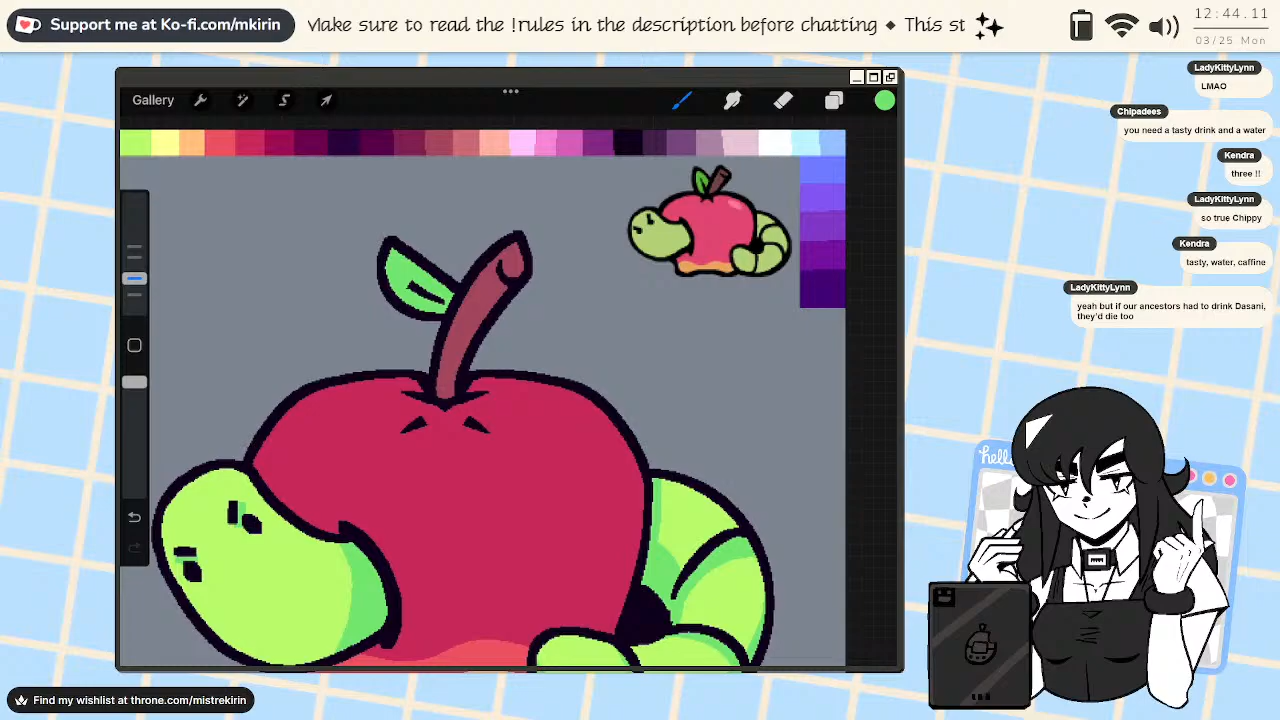 Support me at Ko-fi.com/mkirin
Make sure to read the !rules in the description before chatting ◆ This st
12:44.11
03/25 Mon
Gallery
LadyKittyLynn
LMAO
Chipadees
you need a tasty drink and a water
Kendra
three !!
LadyKittyLynn
so true Chippy
Kendra
tasty, water, caffine
LadyKittyLynn
yeah but if our ancestors had to drink Dasani,
they'd die too
hello
Find my wishlist at throne.com/mistrekirin